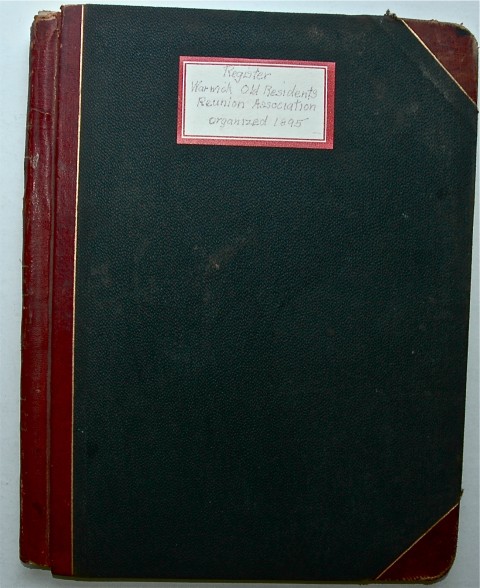 Register
Warwick Old Residents
Reunion Association
organized 1895